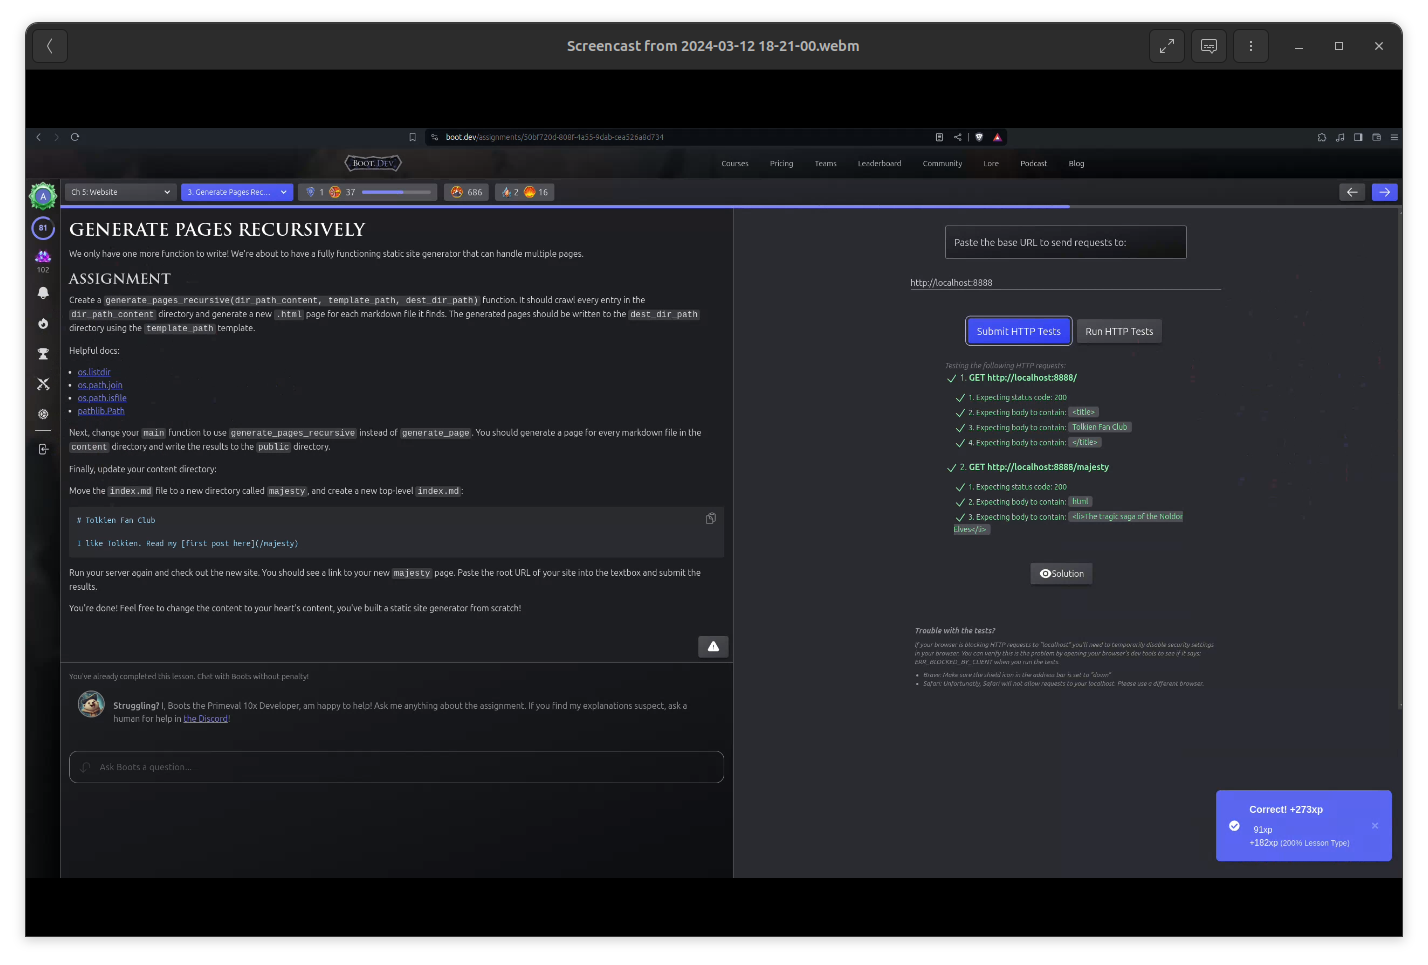 Screencast from 2024-03-12 18-21-00.webm
boot.dev/assignments/50bf720d-808f-4a55-9dab-cea526a8d734
BOOT.DEV
Courses Pricing Teams Leaderboard Community Lore Podcast Blog
A
Ch 5: Website
3. Generate Pages Rec...
1 37
686
2 16
81
102
GENERATE PAGES RECURSIVELY
We only have one more function to write! We're about to have a fully functioning static site generator that can handle multiple pages.
ASSIGNMENT
Create a generate_pages_recursive(dir_path_content, template_path, dest_dir_path) function. It should crawl every entry in the
dir_path_content directory and generate a new .html page for each markdown file it finds. The generated pages should be written to the dest_dir_path
directory using the template_path template.
Helpful docs:
• os.listdir
• os.path.join
• os.path.isfile
• pathlib.Path
Next, change your main function to use generate_pages_recursive instead of generate_page. You should generate a page for every markdown file in the
content directory and write the results to the public directory.
Finally, update your content directory:
Move the index.md file to a new directory called majesty, and create a new top-level index.md:
# Tolkien Fan Club
I like Tolkien. Read my [first post here](/majesty)
Run your server again and check out the new site. You should see a link to your new majesty page. Paste the root URL of your site into the textbox and submit the
results.
You're done! Feel free to change the content to your heart's content, you've built a static site generator from scratch!
You've already completed this lesson. Chat with Boots without penalty!
Struggling? I, Boots the Primeval 10x Developer, am happy to help! Ask me anything about the assignment. If you find my explanations suspect, ask a
human for help in the Discord!
Ask Boots a question...
Paste the base URL to send requests to:
http://localhost:8888
Submit HTTP Tests
Run HTTP Tests
Testing the following HTTP requests:
1. GET http://localhost:8888/
1. Expecting status code: 200
2. Expecting body to contain: <title>
3. Expecting body to contain: Tolkien Fan Club
4. Expecting body to contain: </title>
2. GET http://localhost:8888/majesty
1. Expecting status code: 200
2. Expecting body to contain: html
3. Expecting body to contain: <li>The tragic saga of the Noldor
Elves</li>
Solution
Trouble with the tests?
If your browser is blocking HTTP requests to "localhost" you'll need to temporarily disable security settings
in your browser. You can verify this is the problem by opening your browser's dev tools to see if it says:
ERR_BLOCKED_BY_CLIENT when you run the tests.
• Brave: Make sure the shield icon in the address bar is set to "down"
• Safari: Unfortunatly, Safari will not allow requests to your localhost. Please use a different browser.
Correct! +273xp
91xp
+182xp (200% Lesson Type)